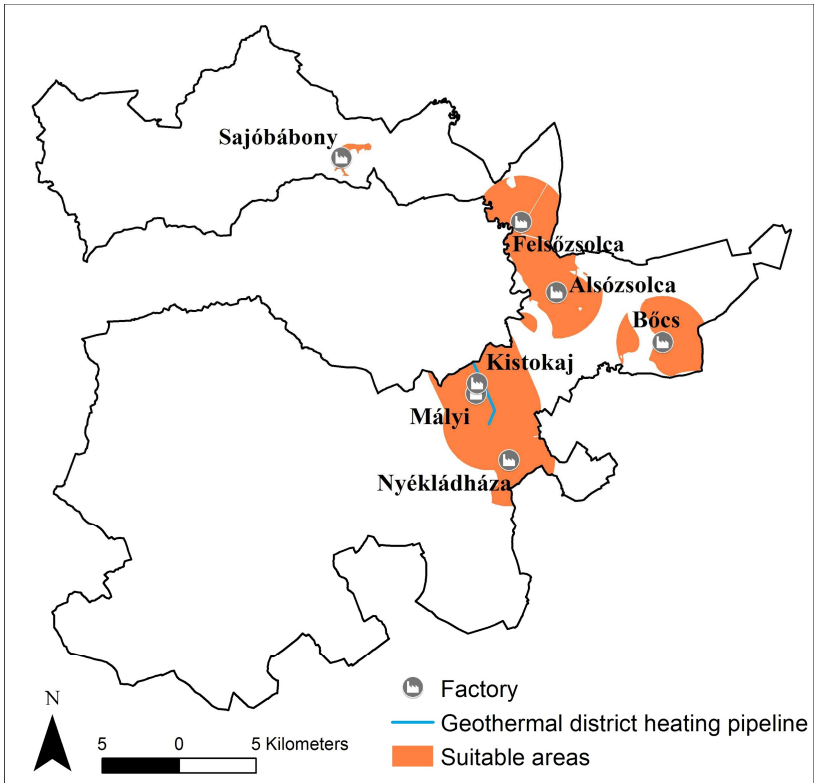 Sajóbábony
Felsőzsolca
Alsózsolca
Bőcs
Kistokaj
Mályi
Nyékládháza
N
5 0 5 Kilometers
Factory
Geothermal district heating pipeline
Suitable areas